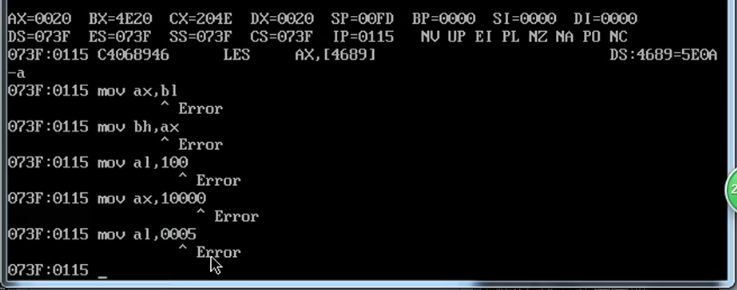 AX=0020 BX=4E20 CX=204E DX=0020 SP=00FD BP=0000 SI=0000 DI=0000
DS=073F ES=073F SS=073F CS=073F IP=0115 NV UP EI PL NZ NA PO NC
073F:0115 C4068946 LES AX,[4689] DS:4689=5E0A
-a
073F:0115 mov ax,bl
^ Error
073F:0115 mov bh,ax
^ Error
073F:0115 mov al,100
^ Error
073F:0115 mov ax,10000
^ Error
073F:0115 mov al,0005
^ Error
073F:0115 _
2